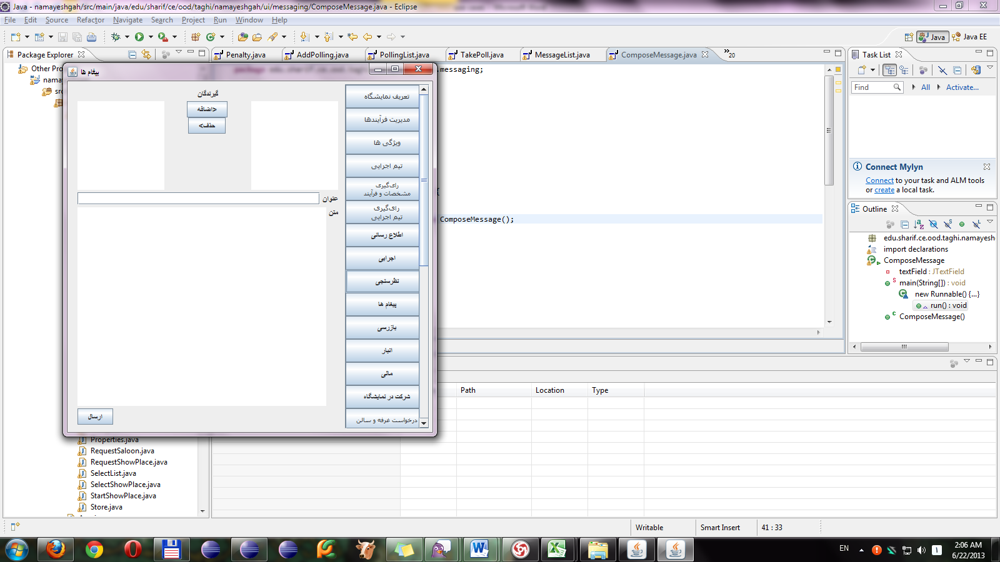 Java - namayeshgah/src/main/java/edu/sharif/ce/ood/taghi/namayeshgah/ui/messaging/ComposeMessage.java - Eclipse
File Edit Source Refactor Navigate Search Project Run Window Help
Java Java EE
Package Explorer
Penalty.java AddPolling.java PollingList.java TakePoll.java MessageList.java ComposeMessage.java »20
Task List
Other Pro
nama
src
.messaging;
Find All Activate...
پیغام ها
گیرندگان
<اضافه
حذف>
عنوان
متن
ارسال
تعریف نمایشگاه
مدیریت فرآیندها
ویژگی ها
تیم اجرایی
رای‌گیری
مشخصات و فرآیند
رای‌گیری
تیم اجرایی
اطلاع رسانی
اجرایی
نظرسنجی
پیغام ها
بازرسی
انبار
مالی
شرکت در نمایشگاه
درخواست غرفه و سالن
{
ComposeMessage();
Connect Mylyn
Connect to your task and ALM tools
or create a local task.
Outline
edu.sharif.ce.ood.taghi.namayesh
import declarations
ComposeMessage
textField : JTextField
main(String[]) : void
new Runnable() {...}
run() : void
ComposeMessage()
Path Location Type
Properties.java
RequestSaloon.java
RequestShowPlace.java
SelectList.java
SelectShowPlace.java
StartShowPlace.java
Store.java
Writable Smart Insert 41 : 33
EN
2:06 AM
6/22/2013